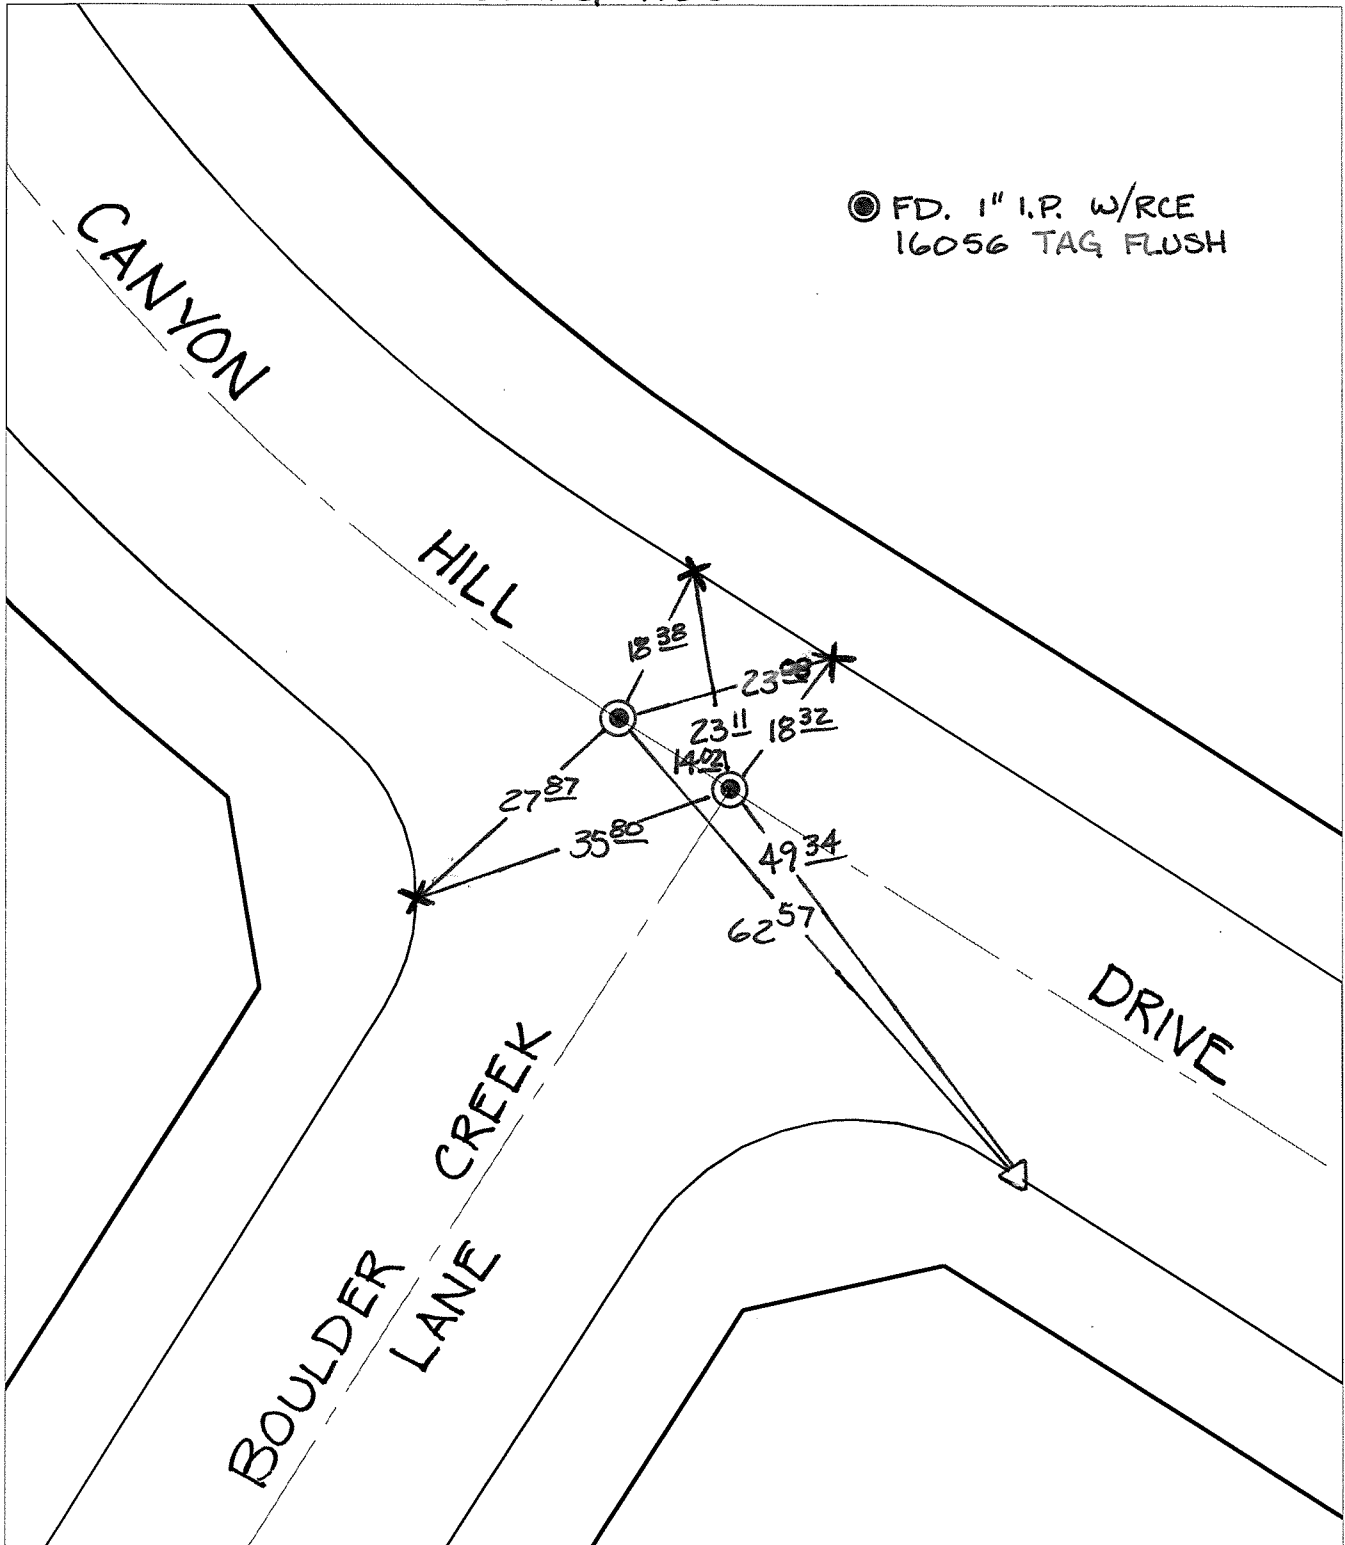 FD. 1" I.P. W/RCE
16056 TAG FLUSH
CANYON
HILL
DRIVE
18 38
23 11
18 32
14.02
27 87
35 80
49 34
62 57
BOULDER CREEK
LANE